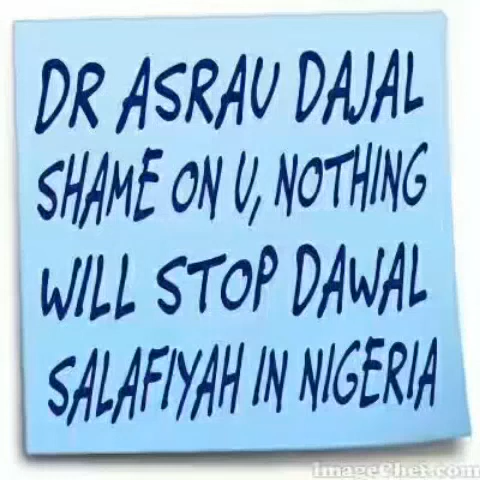 DR ASRAU DAJAL
SHAME ON U, NOTHING
WILL STOP DAWAL
SALAFIYAH IN NIGERIA
ImageChef.com